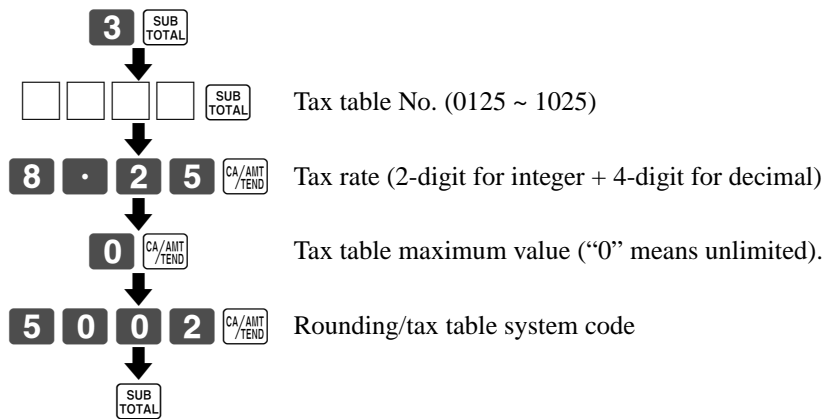 3 SUB TOTAL
SUB TOTAL Tax table No. (0125 ~ 1025)
8 · 2 5 CA/AMT /TEND Tax rate (2-digit for integer + 4-digit for decimal)
0 CA/AMT /TEND Tax table maximum value (“0” means unlimited).
5 0 0 2 CA/AMT /TEND Rounding/tax table system code
SUB TOTAL